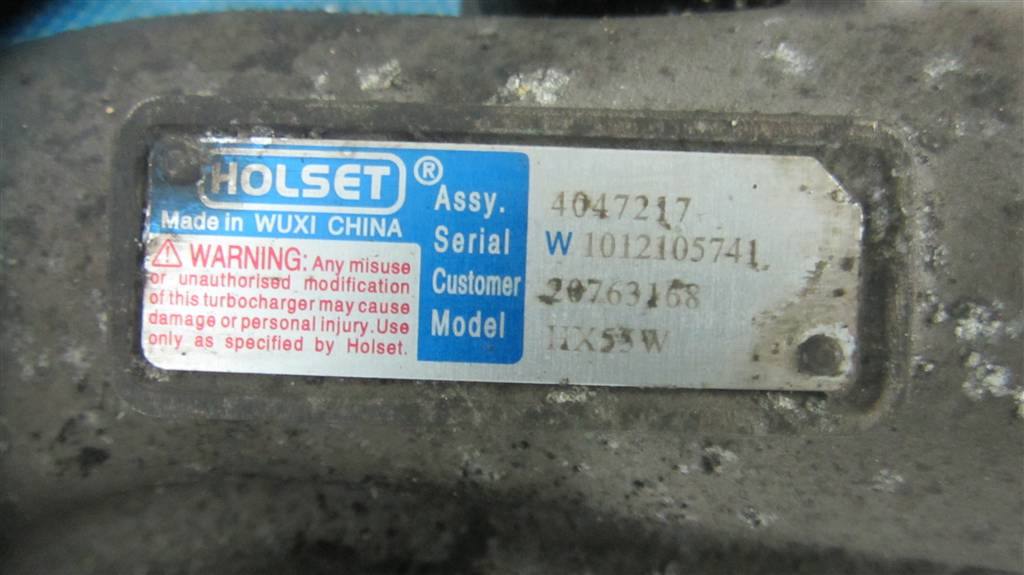 HOLSET®
Made in WUXI CHINA
WARNING: Any misuse
or unauthorised modification
of this turbocharger may cause
damage or personal injury. Use
only as specified by Holset.
Assy. 4047217
Serial W 1012105741
Customer 20763168
Model HX55W